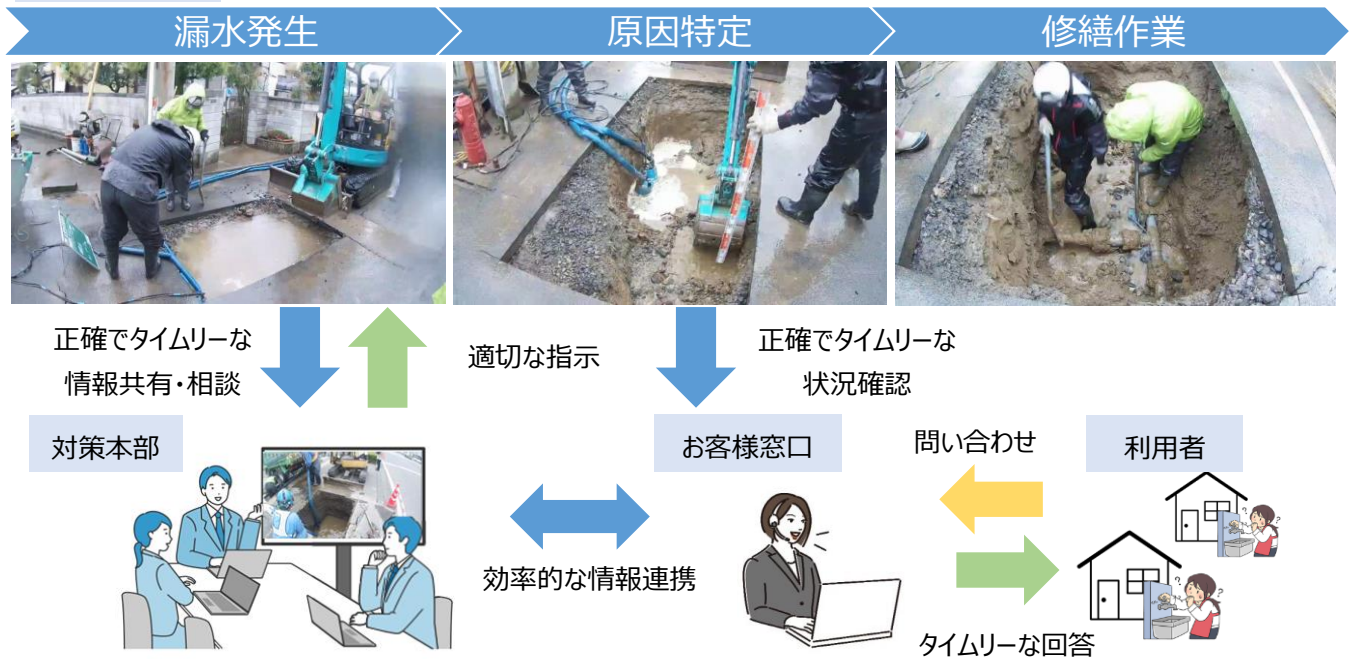 漏水発生
原因特定
修繕作業
正確でタイムリーな
情報共有・相談
適切な指示
正確でタイムリーな
状況確認
対策本部
お客様窓口
問い合わせ
利用者
効率的な情報連携
タイムリーな回答